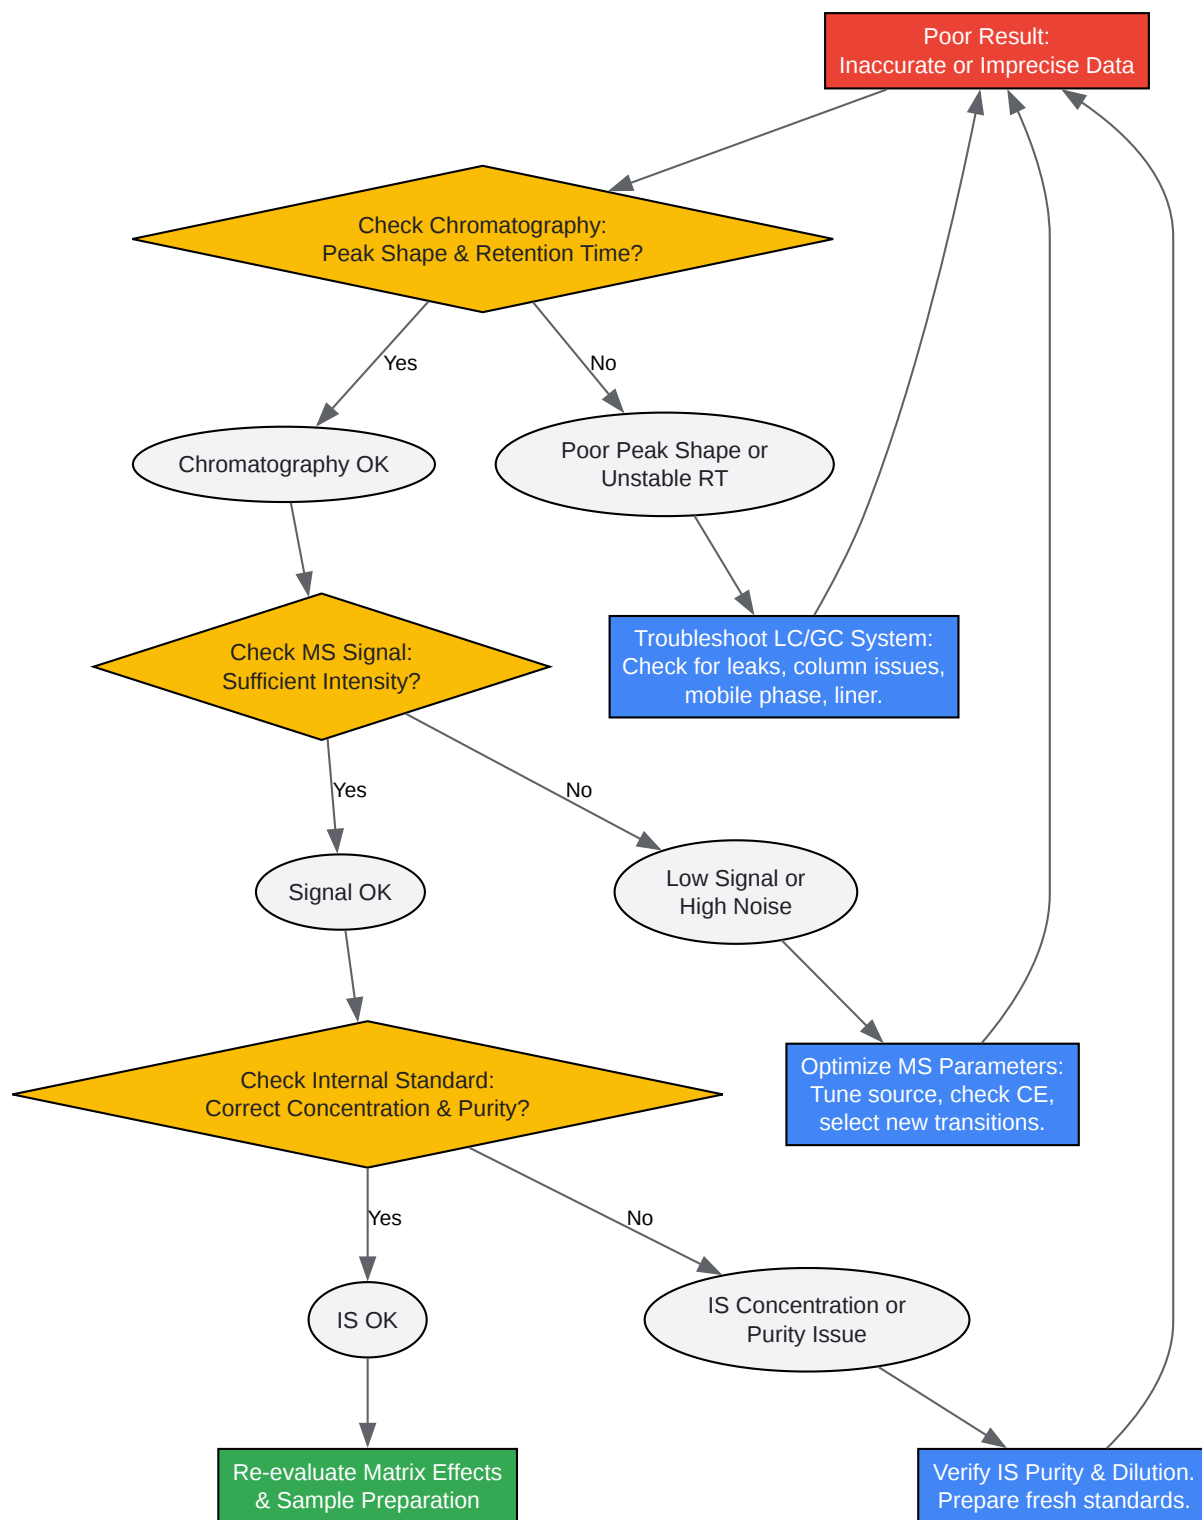 Poor Result:
Inaccurate or Imprecise Data
Check Chromatography:
Peak Shape & Retention Time?
Yes
No
Chromatography OK
Poor Peak Shape or
Unstable RT
Check MS Signal:
Sufficient Intensity?
Troubleshoot LC/GC System:
Check for leaks, column issues,
mobile phase, liner.
Yes
No
Signal OK
Low Signal or
High Noise
Check Internal Standard:
Correct Concentration & Purity?
Optimize MS Parameters:
Tune source, check CE,
select new transitions.
Yes
No
IS OK
IS Concentration or
Purity Issue
Re-evaluate Matrix Effects
& Sample Preparation
Verify IS Purity & Dilution.
Prepare fresh standards.